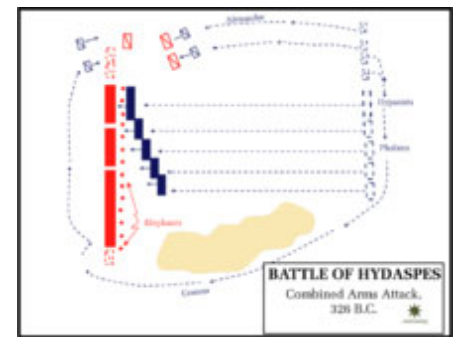 Alexander
Hypaspists
Phalanx
Elephants
Coenus
BATTLE OF HYDASPES
Combined Arms Attack,
326 B.C.